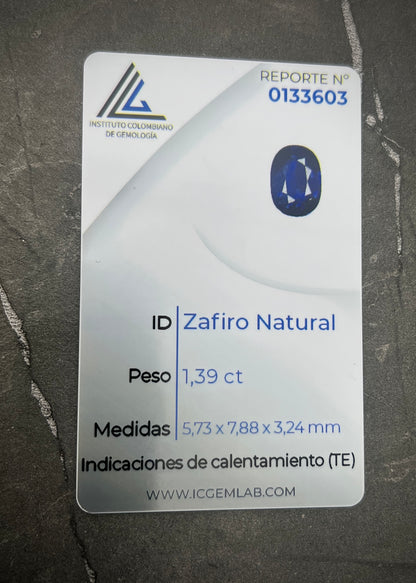 REPORTE Nº
0133603
INSTITUTO COLOMBIANO
DE GEMOLOGÍA
ID Zafiro Natural
Peso 1,39 ct
Medidas 5,73 x 7,88 x 3,24 mm
Indicaciones de calentamiento (TE)
WWW.ICGEMLAB.COM